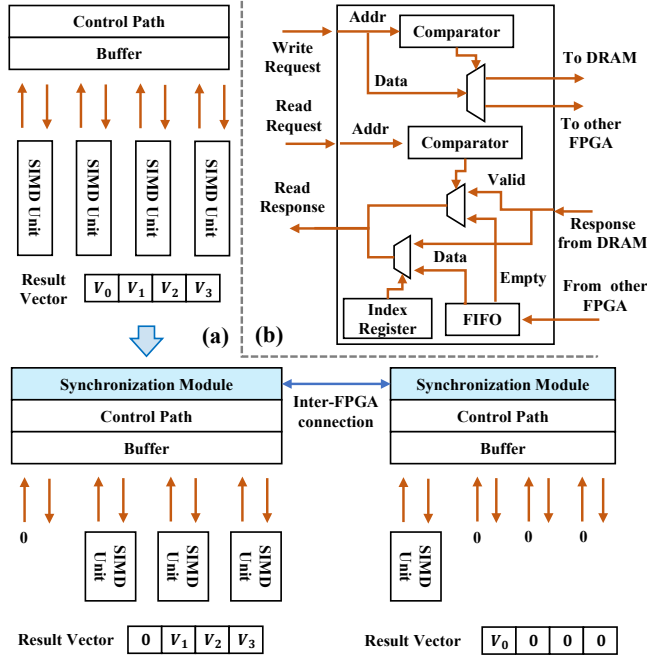 Control Path
Buffer
SIMD Unit
SIMD Unit
SIMD Unit
SIMD Unit
Result
Vector
V₀ V₁ V₂ V₃
(a)
(b)
Write
Request
Addr
Comparator
Data
To DRAM
To other
FPGA
Read
Request
Addr
Comparator
Valid
Read
Response
Response
from DRAM
Data
Empty
From other
FPGA
Index
Register
FIFO
Synchronization Module
Control Path
Buffer
Inter-FPGA
connection
Synchronization Module
Control Path
Buffer
0
SIMD
Unit
SIMD
Unit
SIMD
Unit
SIMD
Unit
0
0
0
Result Vector
0 V₁ V₂ V₃
Result Vector
V₀ 0 0 0